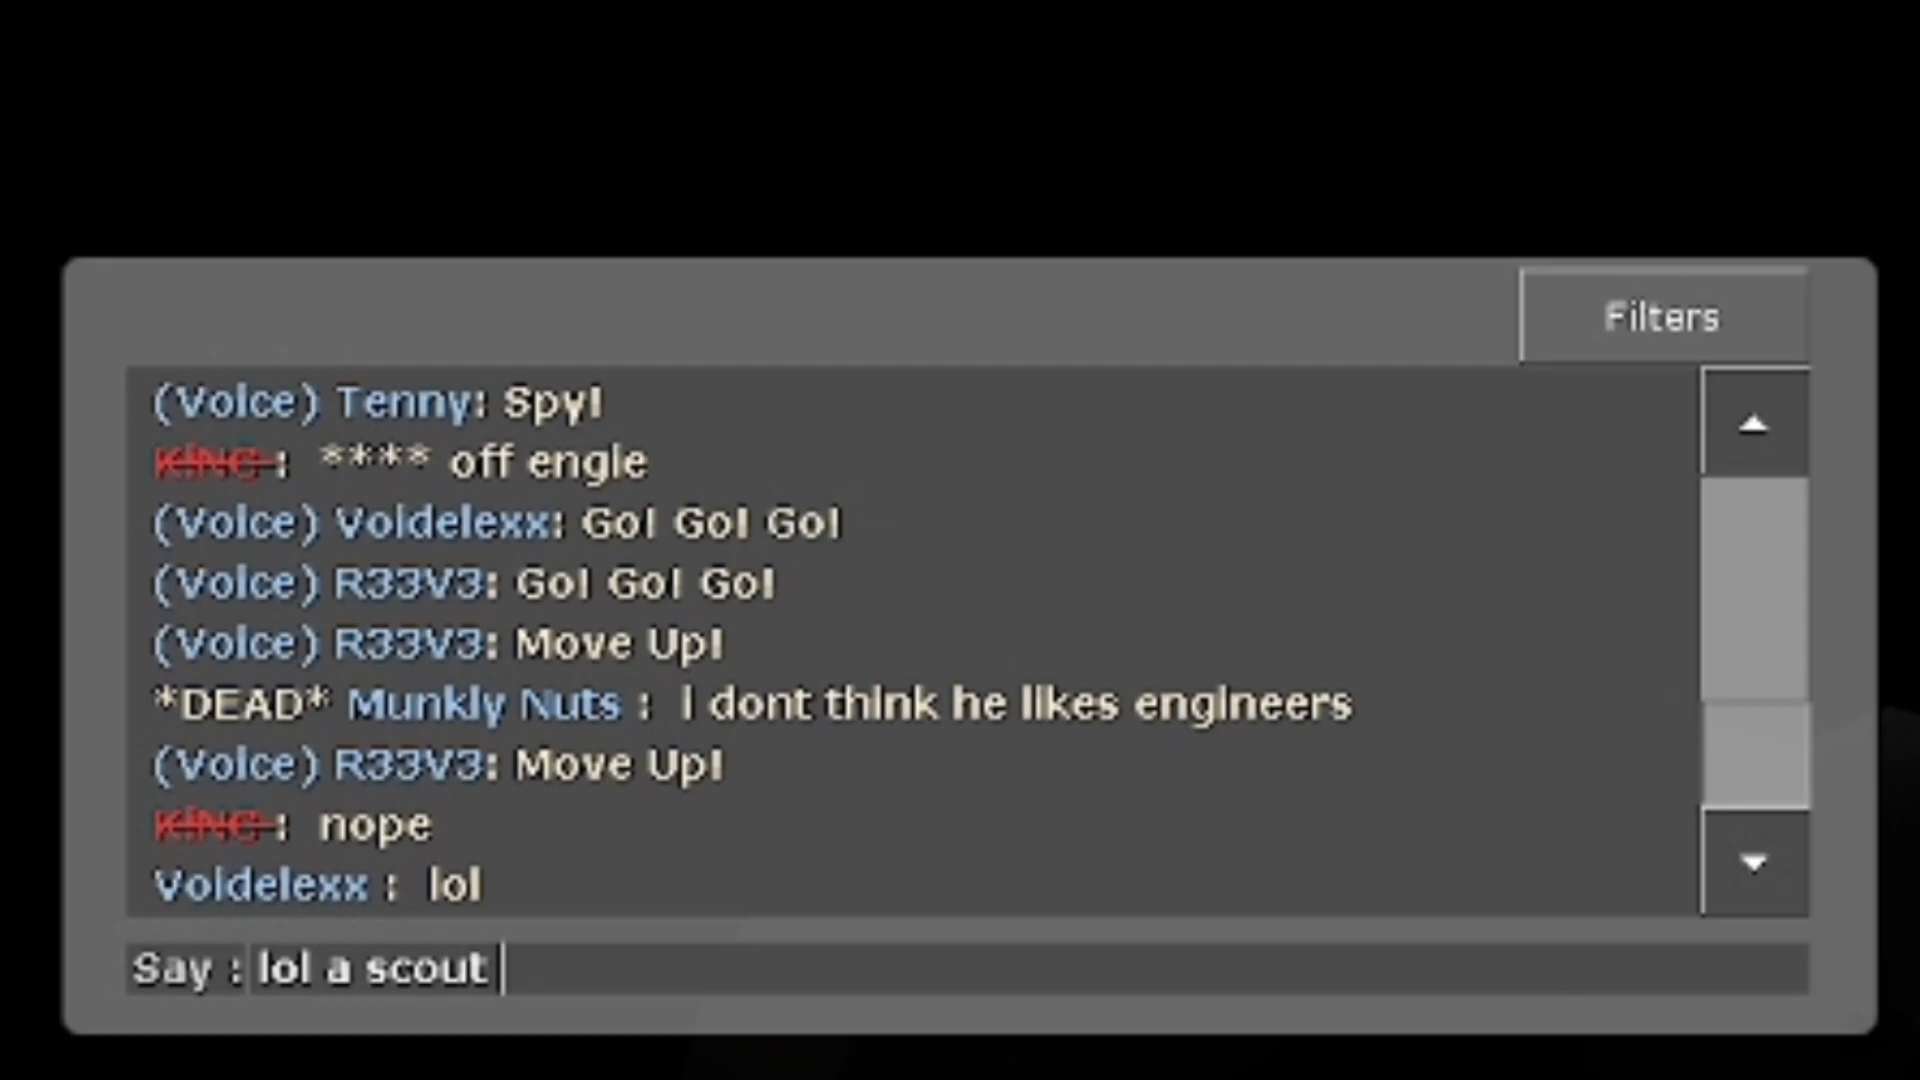 Filters
(Voice) Tenny: Spy!
KING : **** off engie
(Voice) Voidelexx: Go! Go! Go!
(Voice) R33V3: Go! Go! Go!
(Voice) R33V3: Move Up!
*DEAD* Munkly Nuts : i dont think he likes engineers
(Voice) R33V3: Move Up!
KING : nope
Voidelexx : lol
Say : lol a scout